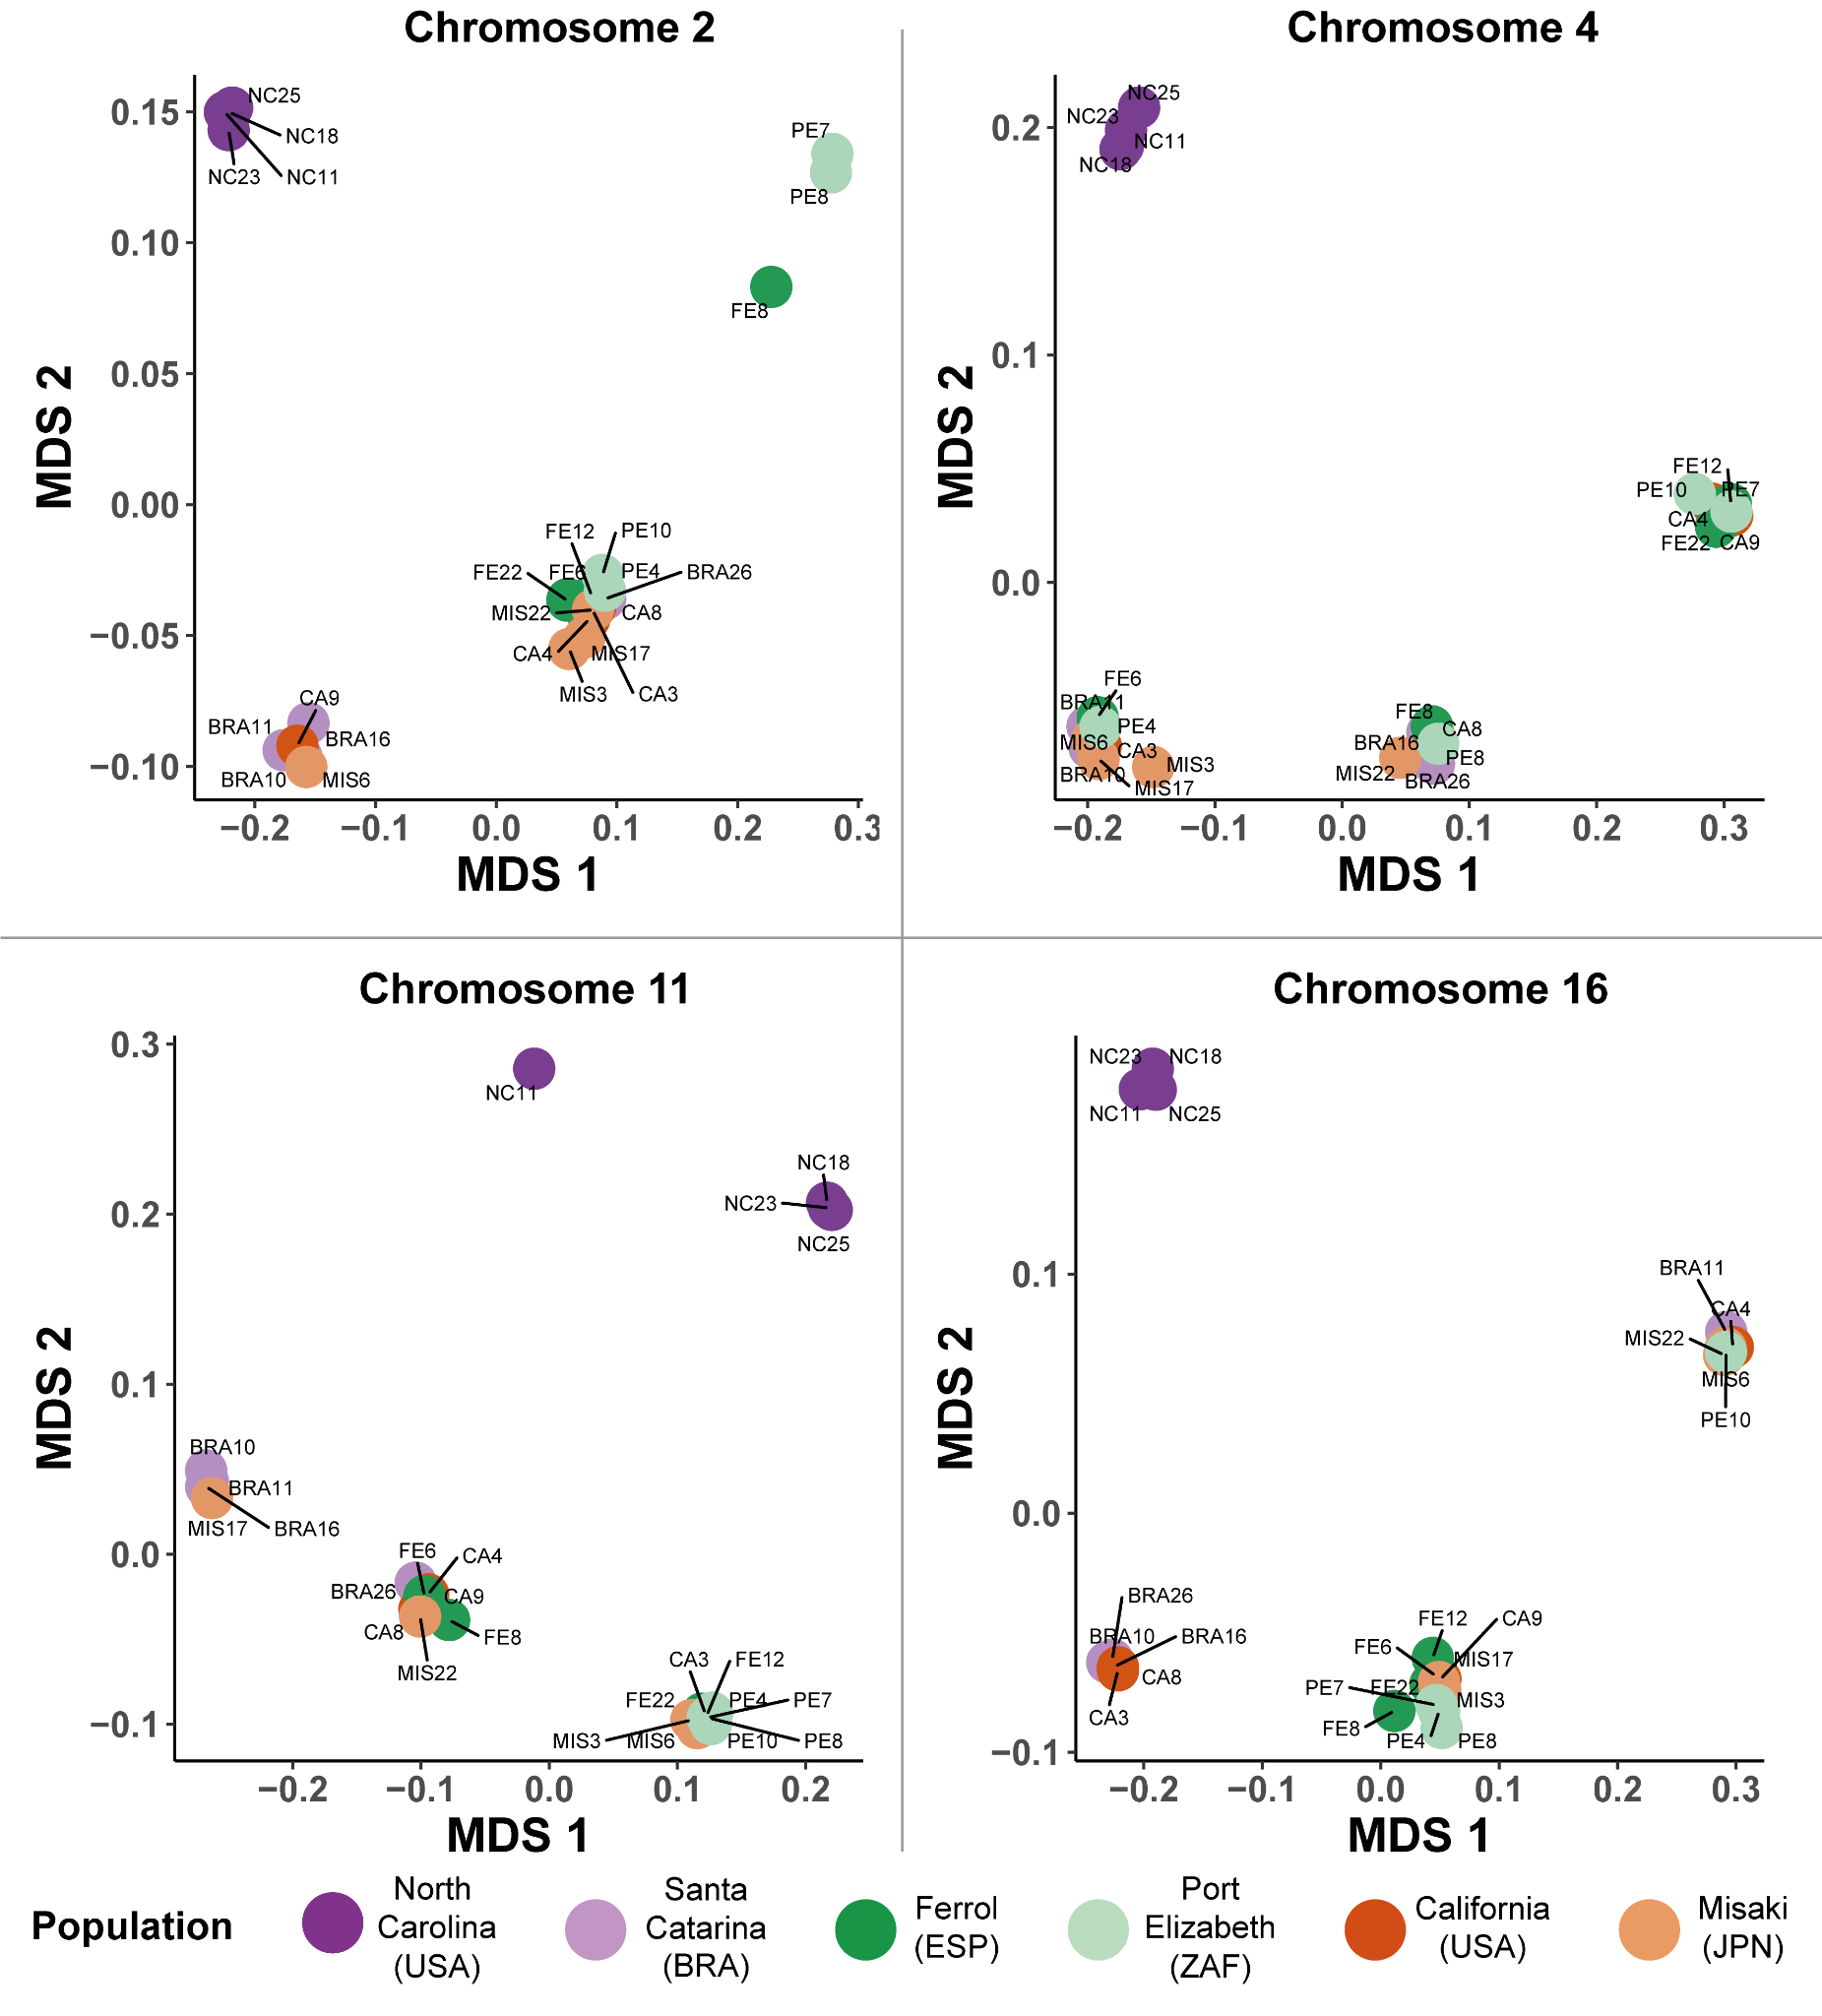 Chromosome 2
MDS 2
0.15
0.10
0.05
0.00
−0.05
−0.10
NC25
NC18
NC23 NC11
PE7
PE8
FE8
FE12 PE10
FE22 FE6 PE4 BRA26
MIS22 CA8
CA4 MIS17
MIS3 CA3
CA9
BRA11 BRA16
BRA10 MIS6
−0.2 −0.1 0.0 0.1 0.2 0.3
MDS 1
Chromosome 4
MDS 2
0.2
0.1
0.0
NC25
NC23
NC11
NC18
FE12
PE10 PE7
CA4
FE22 CA9
FE6
BRA11
PE4
MIS6 CA3
MIS3
BRA10
MIS17
FE8
CA8
BRA16
PE8
MIS22
BRA26
−0.2 −0.1 0.0 0.1 0.2 0.3
MDS 1
Chromosome 11
MDS 2
0.3
0.2
0.1
0.0
−0.1
NC11
NC18
NC23
NC25
BRA10
BRA11
MIS17 BRA16
FE6 CA4
BRA26 CA9
CA8 FE8
MIS22
CA3 FE12
FE22 PE4 PE7
MIS3 MIS6 PE10 PE8
−0.2 −0.1 0.0 0.1 0.2
MDS 1
Chromosome 16
MDS 2
0.1
0.0
−0.1
NC23 NC18
NC11 NC25
BRA11
CA4
MIS22
MIS6
PE10
BRA26
BRA10 BRA16
CA8
CA3
FE12 CA9
FE6 MIS17
PE7 FE22
MIS3
FE8 PE4 PE8
−0.2 −0.1 0.0 0.1 0.2 0.3
MDS 1
Population
North
Carolina
(USA)
Santa
Catarina
(BRA)
Ferrol
(ESP)
Port
Elizabeth
(ZAF)
California
(USA)
Misaki
(JPN)